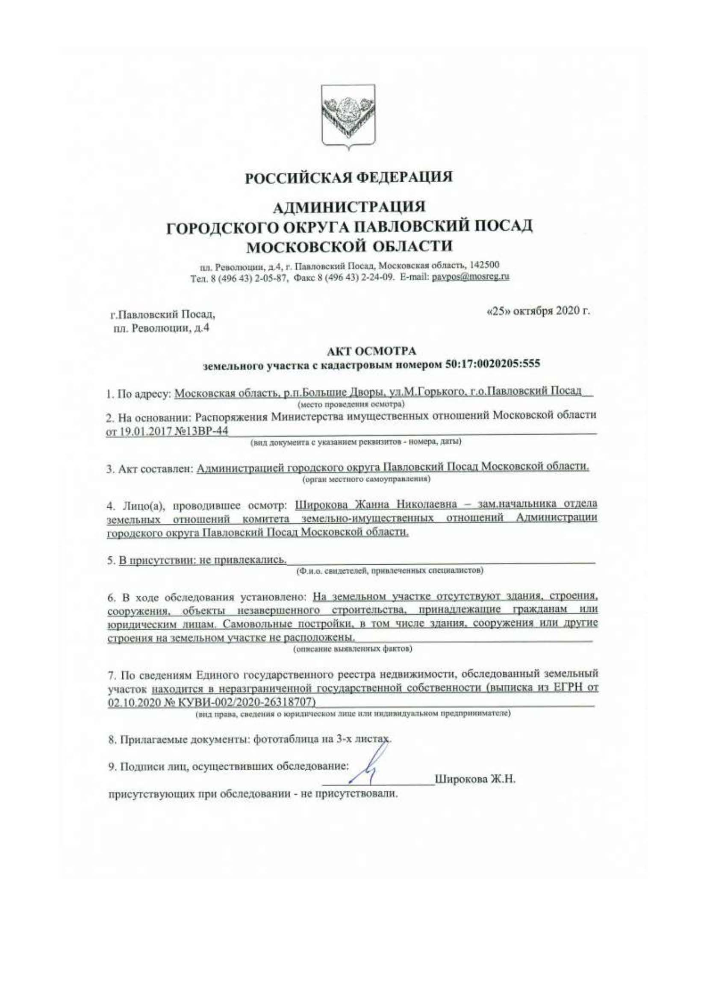 РОССИЙСКАЯ ФЕДЕРАЦИЯ
АДМИНИСТРАЦИЯ
ГОРОДСКОГО ОКРУГА ПАВЛОВСКИЙ ПОСАД
МОСКОВСКОЙ ОБЛАСТИ
пл. Революции, д.4, г. Павловский Посад, Московская область, 142500
Тел. 8 (496 43) 2-05-87, Факс 8 (496 43) 2-24-09. E-mail: pavpos@mosreg.ru
г.Павловский Посад,
«25» октября 2020 г.
пл. Революции, д.4
АКТ ОСМОТРА
земельного участка с кадастровым номером 50:17:0020205:555
1. По адресу: Московская область, р.п.Большие Дворы, ул.М.Горького, г.о.Павловский Посад
(место проведения осмотра)
2. На основании: Распоряжения Министерства имущественных отношений Московской области
от 19.01.2017 №13ВР-44
(вид документа с указанием реквизитов - номера, даты)
3. Акт составлен: Администрацией городского округа Павловский Посад Московской области.
(орган местного самоуправления)
4. Лицо(а), проводившее осмотр: Широкова Жанна Николаевна – зам.начальника отдела
земельных отношений комитета земельно-имущественных отношений Администрации
городского округа Павловский Посад Московской области.
5. В присутствии: не привлекались.
(Ф.и.о. свидетелей, привлеченных специалистов)
6. В ходе обследования установлено: На земельном участке отсутствуют здания, строения,
сооружения, объекты незавершенного строительства, принадлежащие гражданам или
юридическим лицам. Самовольные постройки, в том числе здания, сооружения или другие
строения на земельном участке не расположены.
(описание выявленных фактов)
7. По сведениям Единого государственного реестра недвижимости, обследованный земельный
участок находится в неразграниченной государственной собственности (выписка из ЕГРН от
02.10.2020 № КУВИ-002/2020-26318707)
(вид права, сведения о юридическом лице или индивидуальном предпринимателе)
8. Прилагаемые документы: фототаблица на 3-х листах.
9. Подписи лиц, осуществивших обследование:
Широкова Ж.Н.
присутствующих при обследовании - не присутствовали.